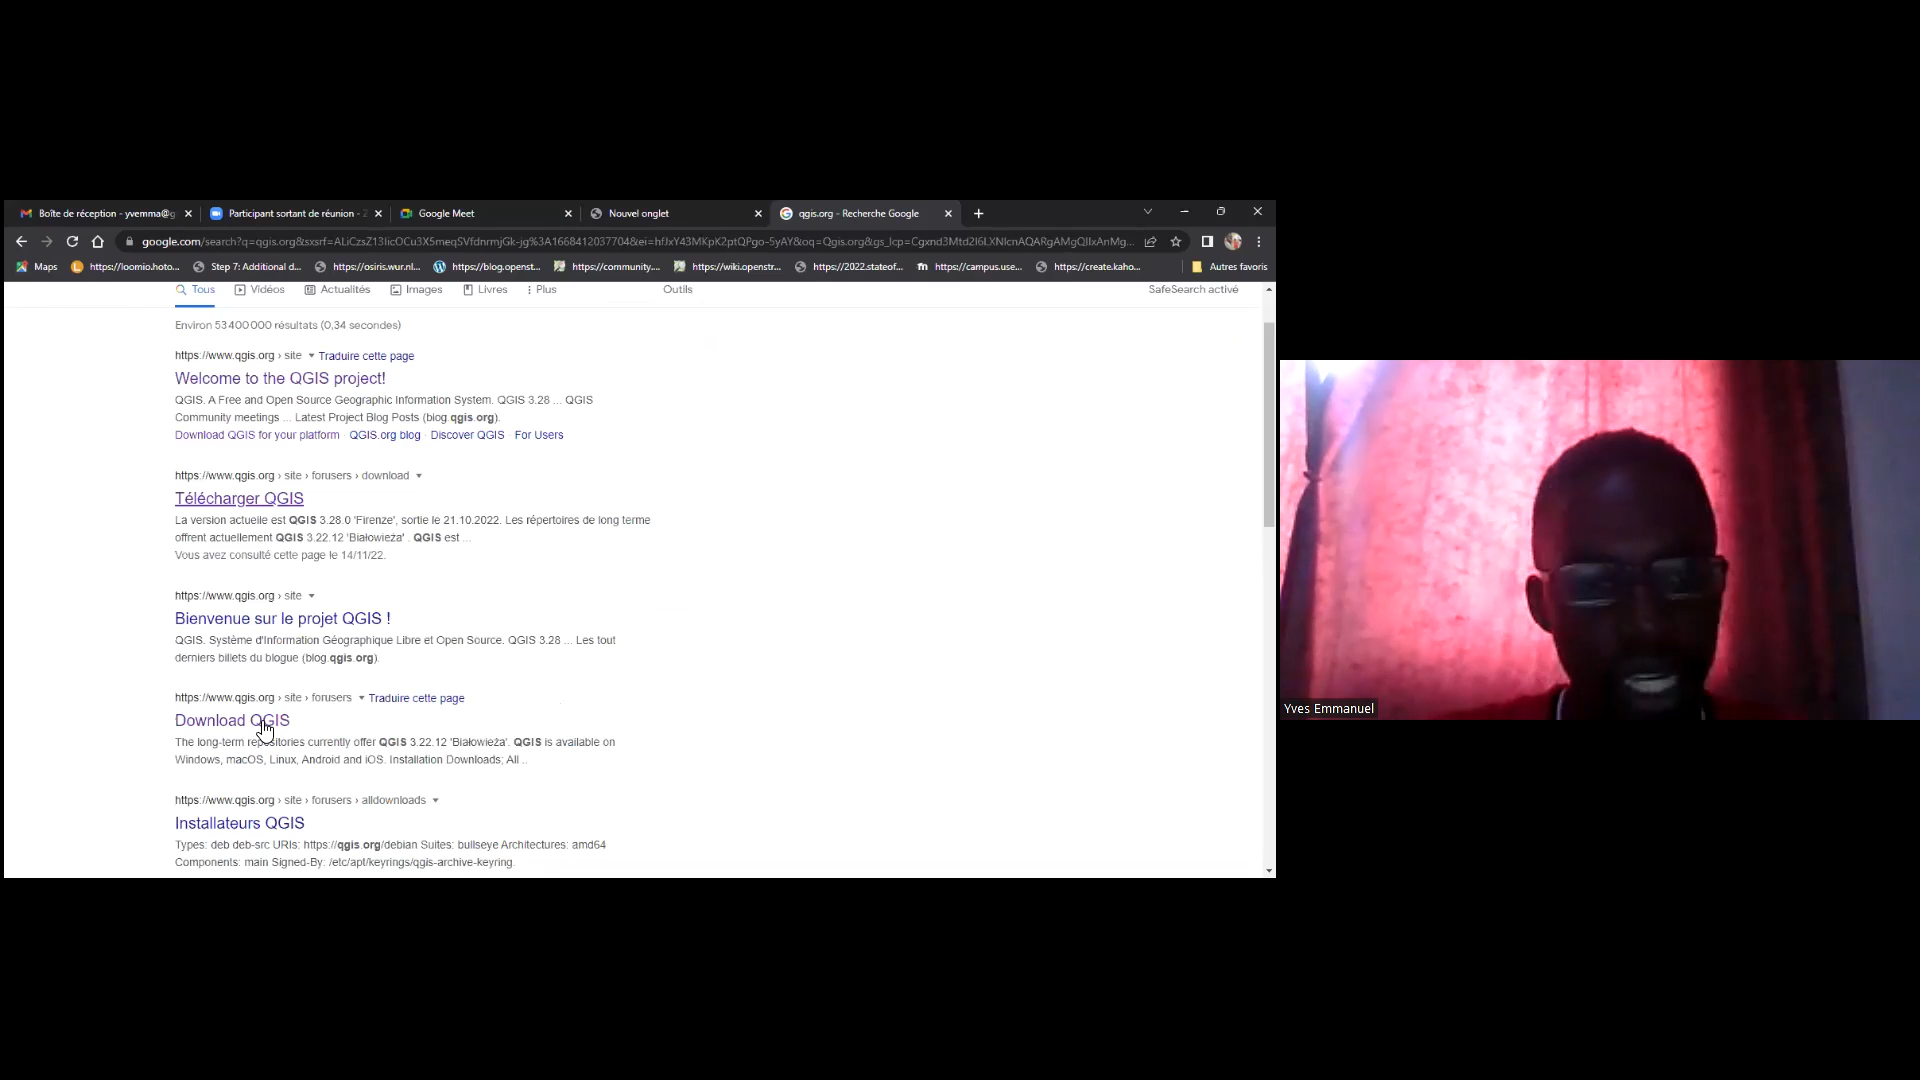 Boîte de réception - yvemma@g
Participant sortant de réunion - Z
Google Meet
Nouvel onglet
qgis.org - Recherche Google
google.com/search?q=qgis.org&sxsrf=ALiCzsZ13IicOCu3X5meqSVfdnrmjGk-jg%3A1668412037704&ei=hfJxY43MKpK2ptQPgo-5yAY&oq=Qgis.org&gs_lcp=Cgxnd3Mtd2l6LXNlcnAQARgAMgQIIxAnMg...
Maps
https://loomio.hoto...
Step 7: Additional d...
https://osiris.wur.nl...
https://blog.openst...
https://community....
https://wiki.openstr...
https://2022.stateof...
https://campus.use...
https://create.kaho...
Autres favoris
Tous
Vidéos
Actualités
Images
Livres
Plus
Outils
SafeSearch activé
Environ 53 400 000 résultats (0,34 secondes)
https://www.qgis.org › site Traduire cette page
Welcome to the QGIS project!
QGIS. A Free and Open Source Geographic Information System. QGIS 3.28 ... QGIS
Community meetings ... Latest Project Blog Posts (blog.qgis.org).
Download QGIS for your platform · QGIS.org blog · Discover QGIS · For Users
https://www.qgis.org › site › forusers › download
Télécharger QGIS
La version actuelle est QGIS 3.28.0 'Firenze', sortie le 21.10.2022. Les répertoires de long terme
offrent actuellement QGIS 3.22.12 'Białowieża' . QGIS est ...
Vous avez consulté cette page le 14/11/22.
https://www.qgis.org › site
Bienvenue sur le projet QGIS !
QGIS. Système d'Information Géographique Libre et Open Source. QGIS 3.28 ... Les tout
derniers billets du blogue (blog.qgis.org).
https://www.qgis.org › site › forusers Traduire cette page
Download QGIS
The long-term repositories currently offer QGIS 3.22.12 'Białowieża'. QGIS is available on
Windows, macOS, Linux, Android and iOS. Installation Downloads; All ..
https://www.qgis.org › site › forusers › alldownloads
Installateurs QGIS
Types: deb deb-src URIs: https://qgis.org/debian Suites: bullseye Architectures: amd64
Components: main Signed-By: /etc/apt/keyrings/qgis-archive-keyring.
Yves Emmanuel